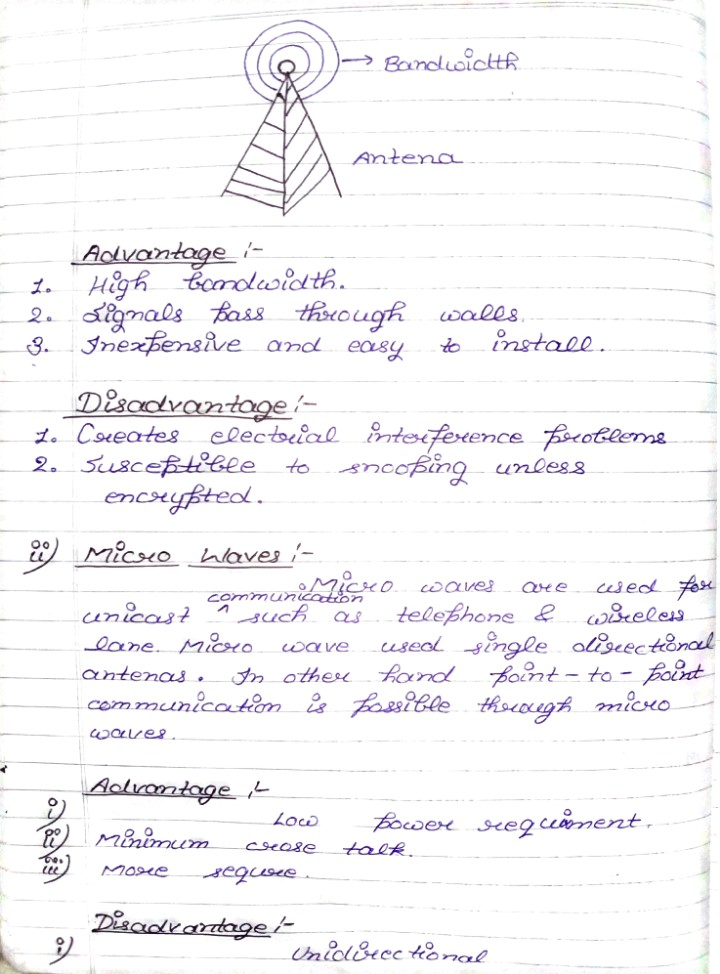 → Bandwidth
Antena
Advantage :-
1. High bandwidth.
2. Signals pass through walls.
3. Inexpensive and easy to install.
Disadvantage :-
1. Creates electrial interference problems
2. Susceptible to sncoping unless
encrypted.
ii) Micro Waves :-
Micro waves are used for
unicast ^communication such as telephone & wireless
lane. Micro wave used single directional
antenas. In other hand point-to-point
communication is possible through micro
waves.
Advantage :-
i) Low power requiment.
ii) Minimum crose talk.
iii) More sequre.
Disadvantage :-
i) Unidirectional